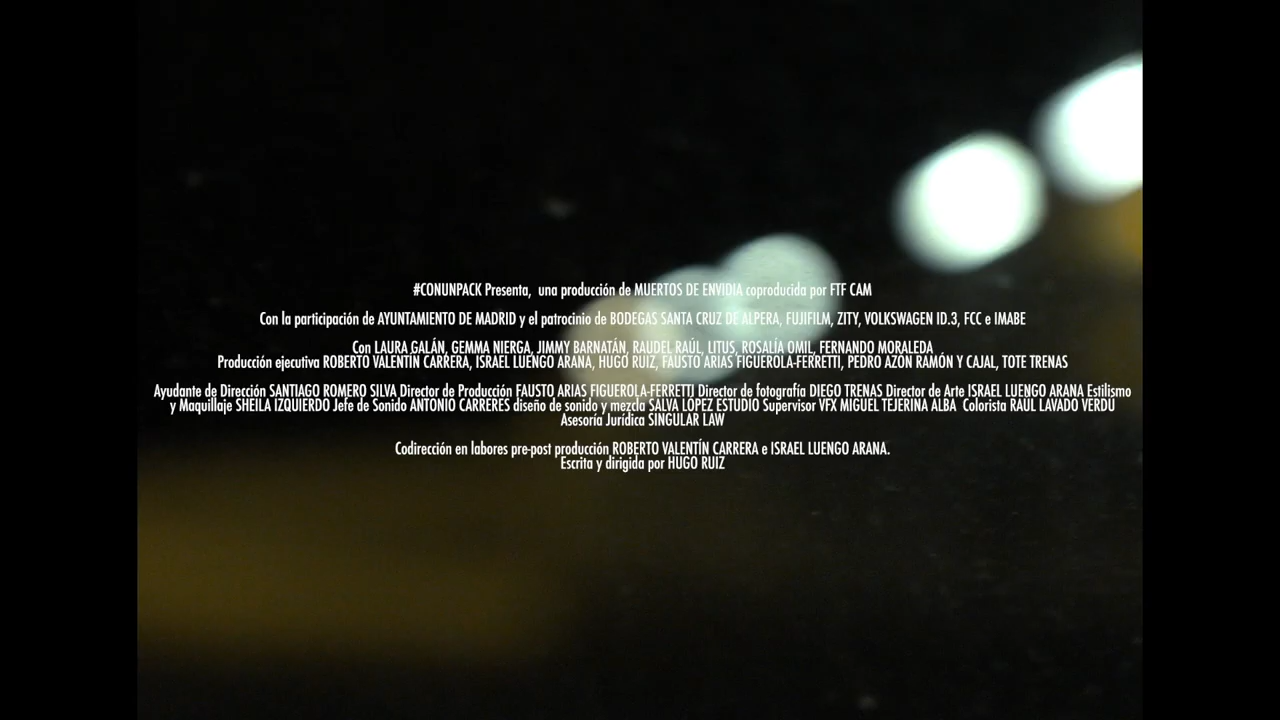 #CONUNPACK Presenta, una producción de MUERTOS DE ENVIDIA coproducida por FTF CAM
Con la participación de AYUNTAMIENTO DE MADRID y el patrocinio de BODEGAS SANTA CRUZ DE ALPERA, FUJIFILM, ZITY, VOLKSWAGEN ID.3, FCC e IMABE
Con LAURA GALÁN, GEMMA NIERGA, JIMMY BARNATÁN, RAUDEL RAÚL, LITUS, ROSALÍA OMIL, FERNANDO MORALEDA
Producción ejecutiva ROBERTO VALENTÍN CARRERA, ISRAEL LUENGO ARANA, HUGO RUIZ, FAUSTO ARIAS FIGUEROLA-FERRETTI, PEDRO AZÓN RAMÓN Y CAJAL, TOTE TRENAS
Ayudante de Dirección SANTIAGO ROMERO SILVA Director de Producción FAUSTO ARIAS FIGUEROLA-FERRETTI Director de fotografía DIEGO TRENAS Director de Arte ISRAEL LUENGO ARANA Estilismo
y Maquillaje SHEILA IZQUIERDO Jefe de Sonido ANTONIO CARRERES diseño de sonido y mezcla SALVA LÓPEZ ESTUDIO Supervisor VFX MIGUEL TEJERINA ALBA Colorista RAÚL LAVADO VERDÚ
Asesoría Jurídica SINGULAR LAW
Codirección en labores pre-post producción ROBERTO VALENTÍN CARRERA e ISRAEL LUENGO ARANA.
Escrita y dirigida por HUGO RUIZ